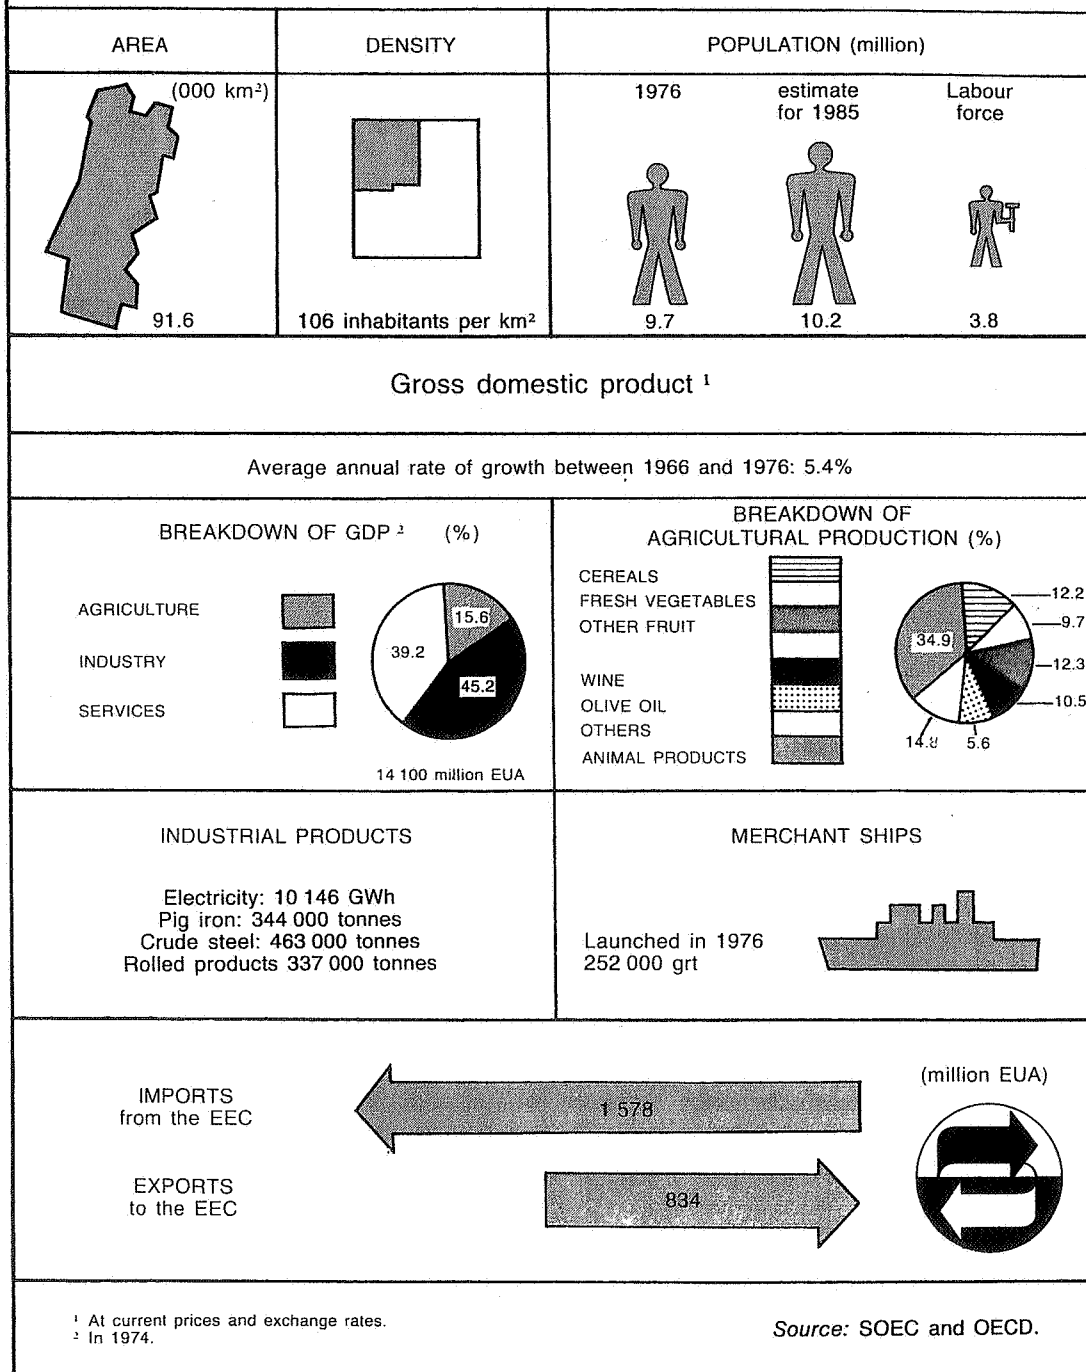 AREA
DENSITY
POPULATION (million)
(000 km²)
91.6
106 inhabitants per km²
1976
estimate
for 1985
Labour
force
9.7
10.2
3.8
Gross domestic product ¹
Average annual rate of growth between 1966 and 1976: 5.4%
BREAKDOWN OF GDP ² (%)
AGRICULTURE
INDUSTRY
SERVICES
15.6
39.2
45.2
14 100 million EUA
BREAKDOWN OF
AGRICULTURAL PRODUCTION (%)
CEREALS
FRESH VEGETABLES
OTHER FRUIT
WINE
OLIVE OIL
OTHERS
ANIMAL PRODUCTS
12.2
9.7
34.9
12.3
10.5
14.8
5.6
INDUSTRIAL PRODUCTS
Electricity: 10 146 GWh
Pig iron: 344 000 tonnes
Crude steel: 463 000 tonnes
Rolled products 337 000 tonnes
MERCHANT SHIPS
Launched in 1976
252 000 grt
IMPORTS
from the EEC
1 578
(million EUA)
EXPORTS
to the EEC
834
¹ At current prices and exchange rates.
² In 1974.
Source: SOEC and OECD.